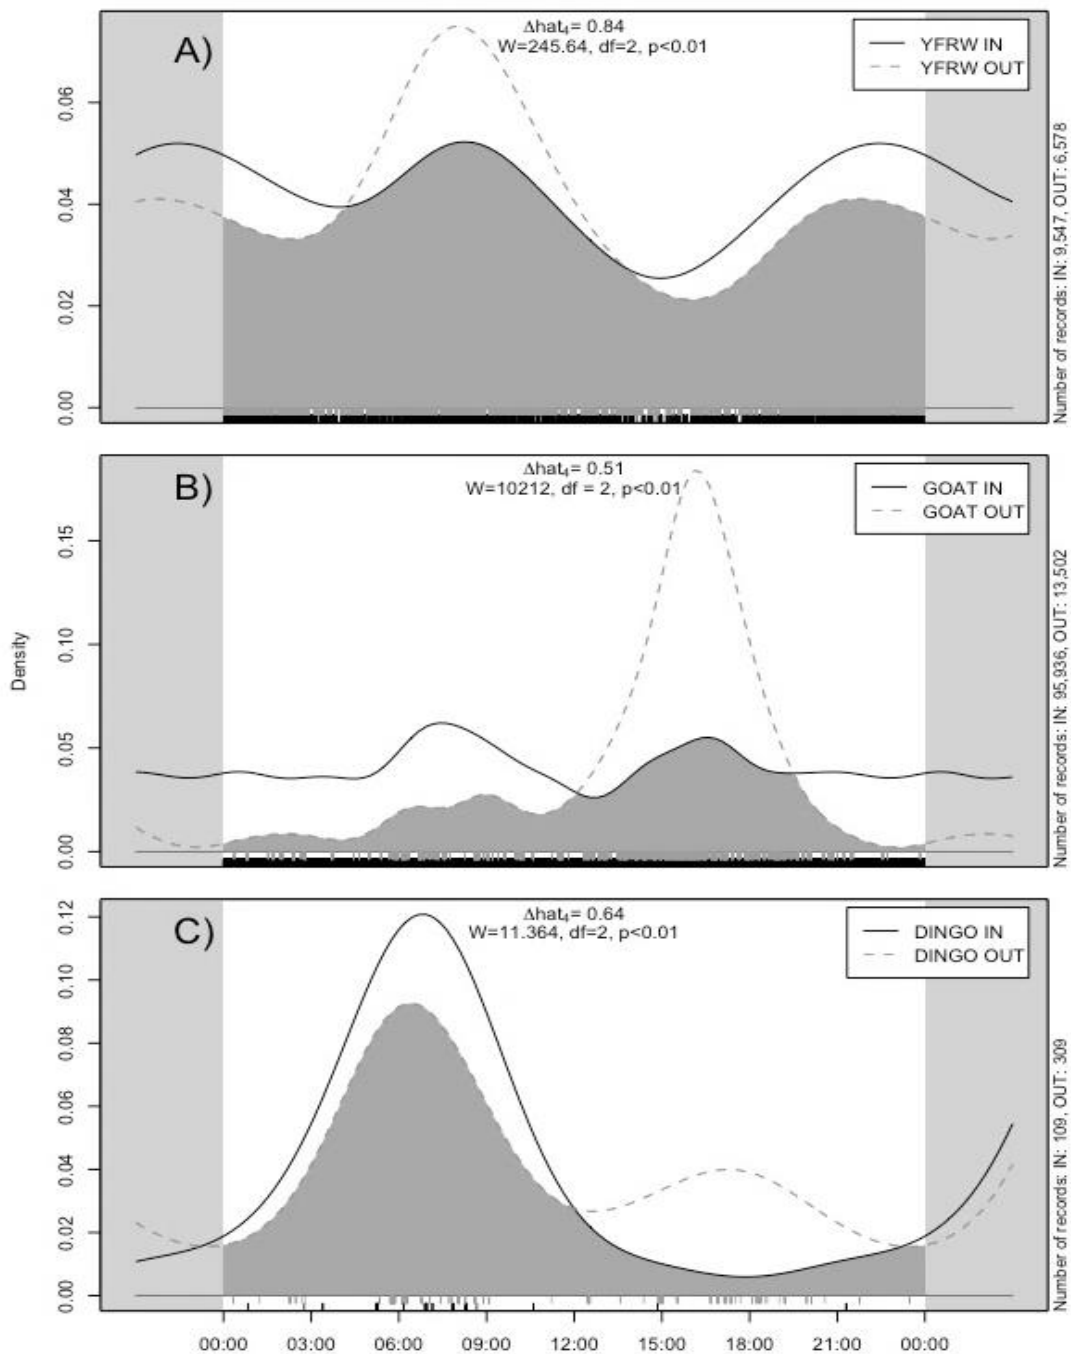 A)
Δhat₄= 0.84
W=245.64, df=2, p<0.01
YFRW IN
YFRW OUT
0.06
0.04
0.02
0.00
Number of records: IN: 9,547, OUT: 6,578
B)
Δhat₄= 0.51
W=10212, df = 2, p<0.01
GOAT IN
GOAT OUT
0.15
0.10
0.05
0.00
Density
Number of records: IN: 95,936, OUT: 13,502
C)
Δhat₄= 0.64
W=11.364, df=2, p<0.01
DINGO IN
DINGO OUT
0.12
0.10
0.08
0.06
0.04
0.02
0.00
Number of records: IN: 109, OUT: 309
00:00 03:00 06:00 09:00 12:00 15:00 18:00 21:00 00:00